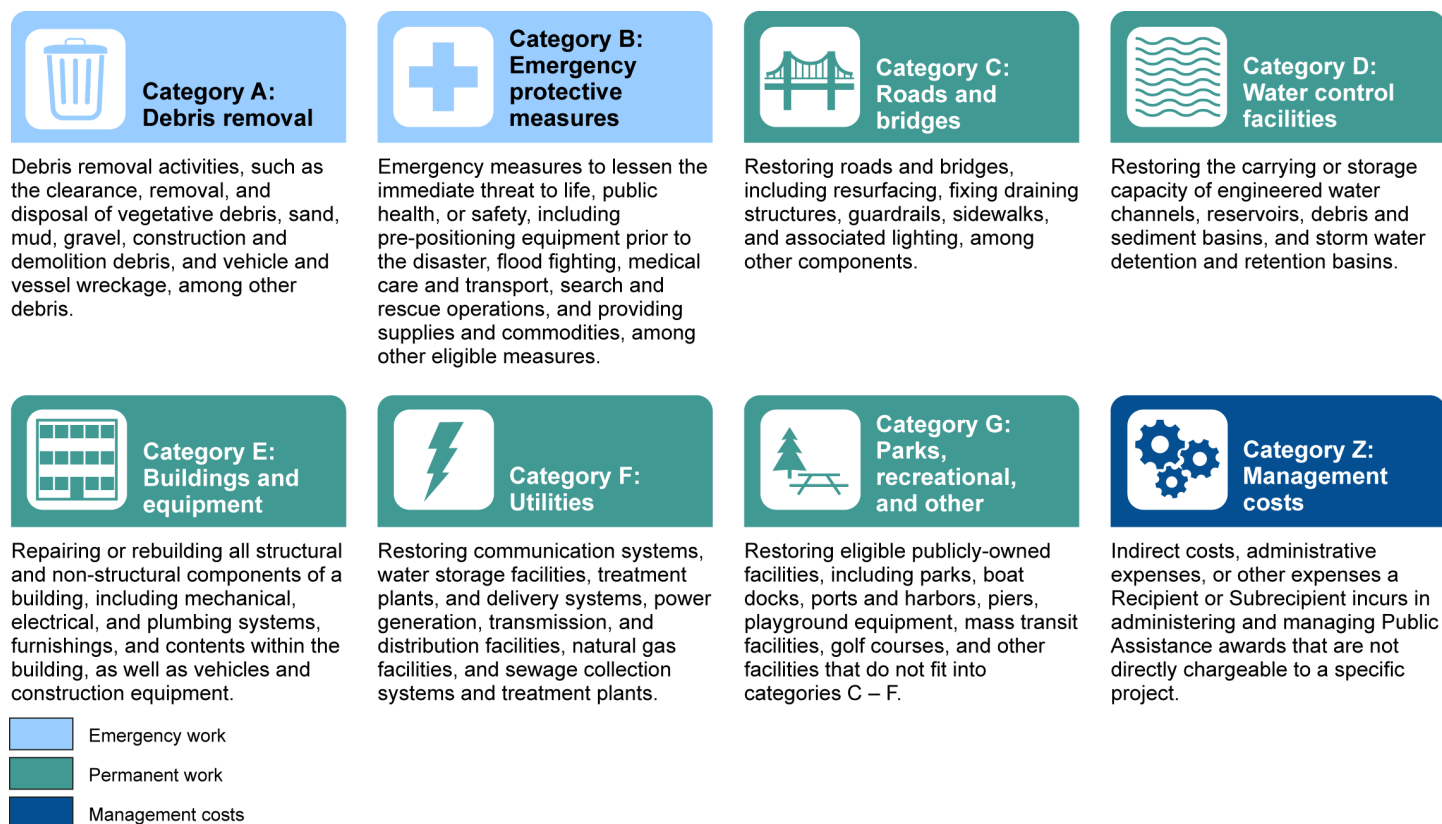 Category A:
Debris removal
Debris removal activities, such as
the clearance, removal, and
disposal of vegetative debris, sand,
mud, gravel, construction and
demolition debris, and vehicle and
vessel wreckage, among other
debris.
Category B:
Emergency
protective
measures
Emergency measures to lessen the
immediate threat to life, public
health, or safety, including
pre-positioning equipment prior to
the disaster, flood fighting, medical
care and transport, search and
rescue operations, and providing
supplies and commodities, among
other eligible measures.
Category C:
Roads and
bridges
Restoring roads and bridges,
including resurfacing, fixing draining
structures, guardrails, sidewalks,
and associated lighting, among
other components.
Category D:
Water control
facilities
Restoring the carrying or storage
capacity of engineered water
channels, reservoirs, debris and
sediment basins, and storm water
detention and retention basins.
Category E:
Buildings and
equipment
Repairing or rebuilding all structural
and non-structural components of a
building, including mechanical,
electrical, and plumbing systems,
furnishings, and contents within the
building, as well as vehicles and
construction equipment.
Category F:
Utilities
Restoring communication systems,
water storage facilities, treatment
plants, and delivery systems, power
generation, transmission, and
distribution facilities, natural gas
facilities, and sewage collection
systems and treatment plants.
Category G:
Parks,
recreational,
and other
Restoring eligible publicly-owned
facilities, including parks, boat
docks, ports and harbors, piers,
playground equipment, mass transit
facilities, golf courses, and other
facilities that do not fit into
categories C – F.
Category Z:
Management
costs
Indirect costs, administrative
expenses, or other expenses a
Recipient or Subrecipient incurs in
administering and managing Public
Assistance awards that are not
directly chargeable to a specific
project.
Emergency work
Permanent work
Management costs